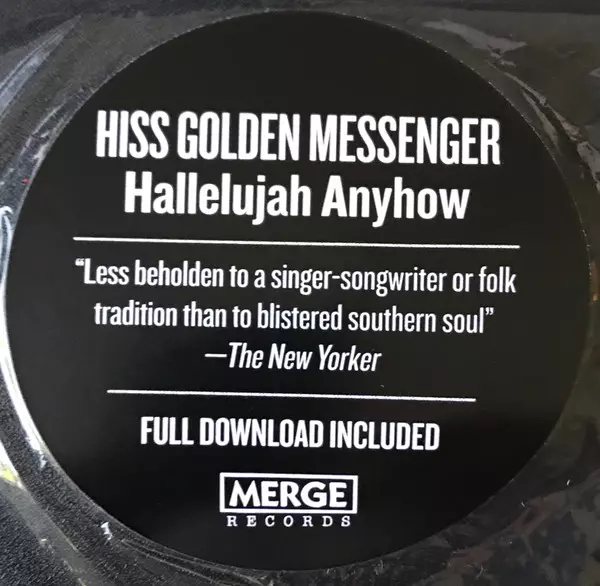 HISS GOLDEN MESSENGER
Hallelujah Anyhow
“Less beholden to a singer-songwriter or folk
tradition than to blistered southern soul”
—The New Yorker
FULL DOWNLOAD INCLUDED
MERGE
RECORDS